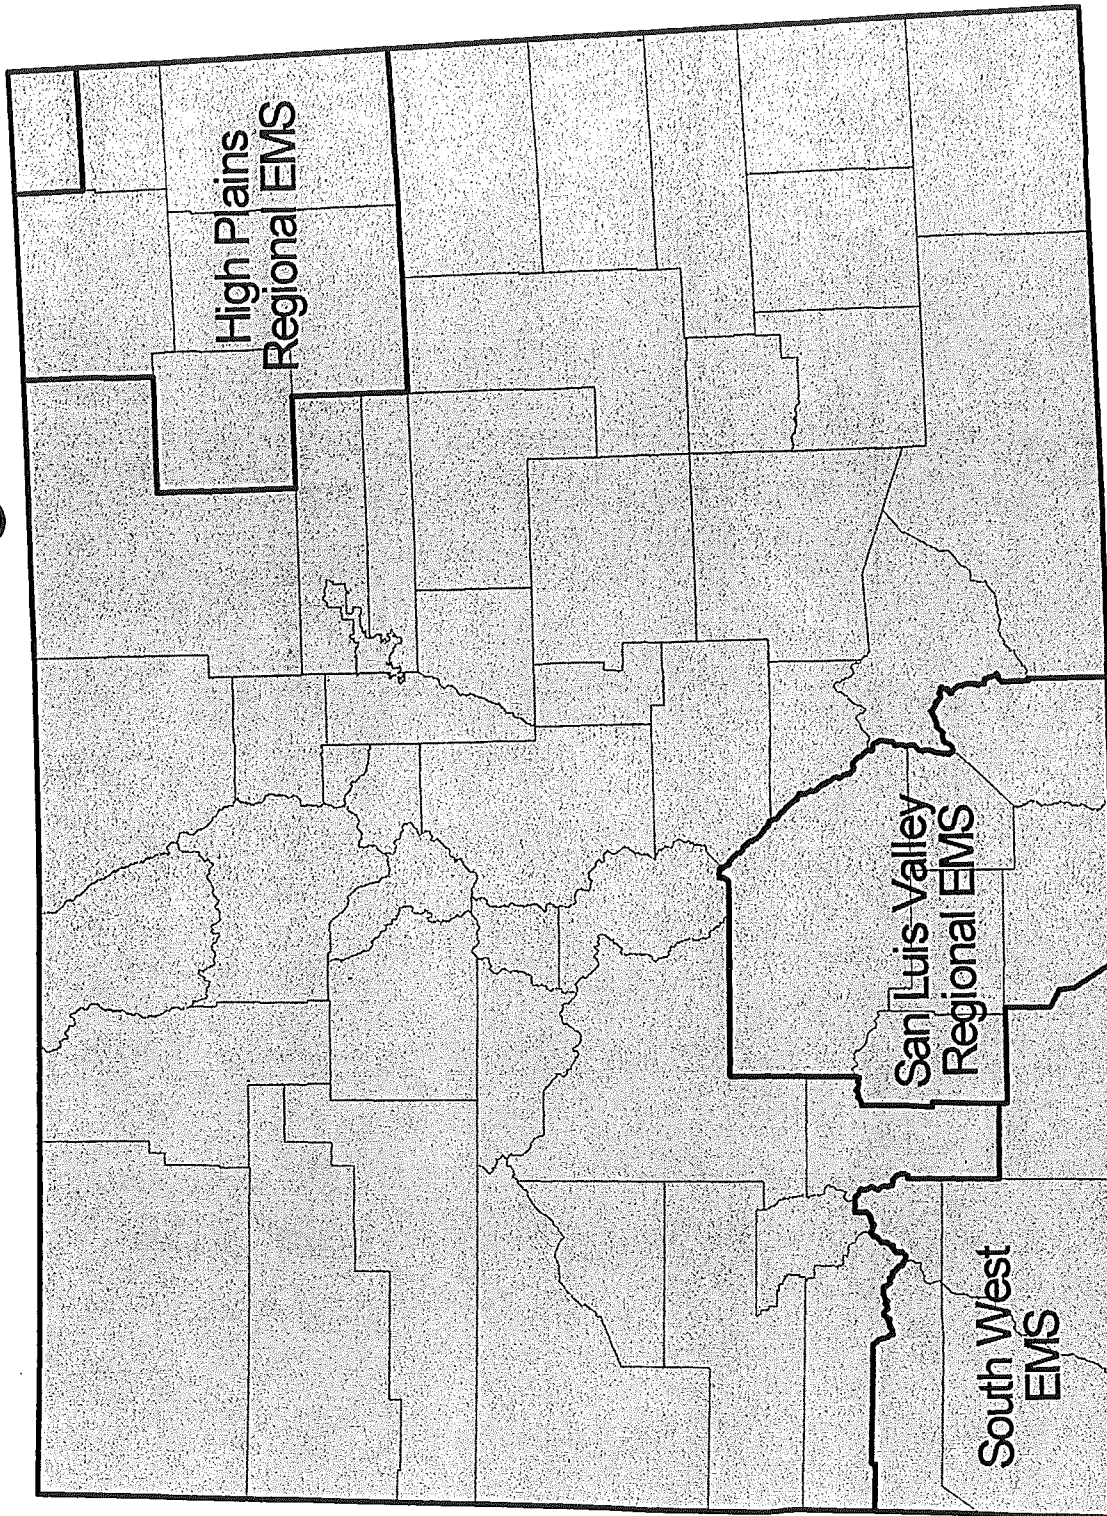 High Plains
Regional EMS
San Luis Valley
Regional EMS
South West
EMS